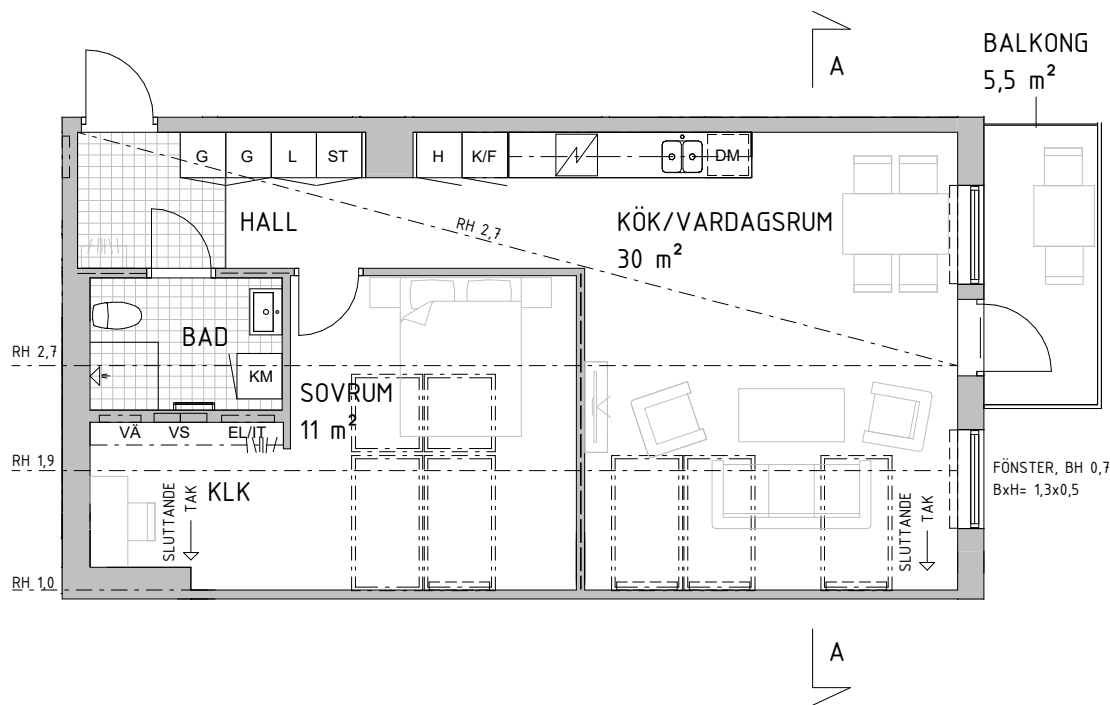 A
BALKONG
5,5 m²
G G L ST H K/F DM
HALL
RH 2,7
KÖK/VARDAGSRUM
30 m²
BAD
RH 2,7
KM
SOVRUM
11 m²
VÄ VS EL/IT
RH 1,9
FÖNSTER, BH 0,7
BxH= 1,3x0,5
KLK
SLUTTANDE
TAK
SLUTTANDE
TAK
RH 1,0
A